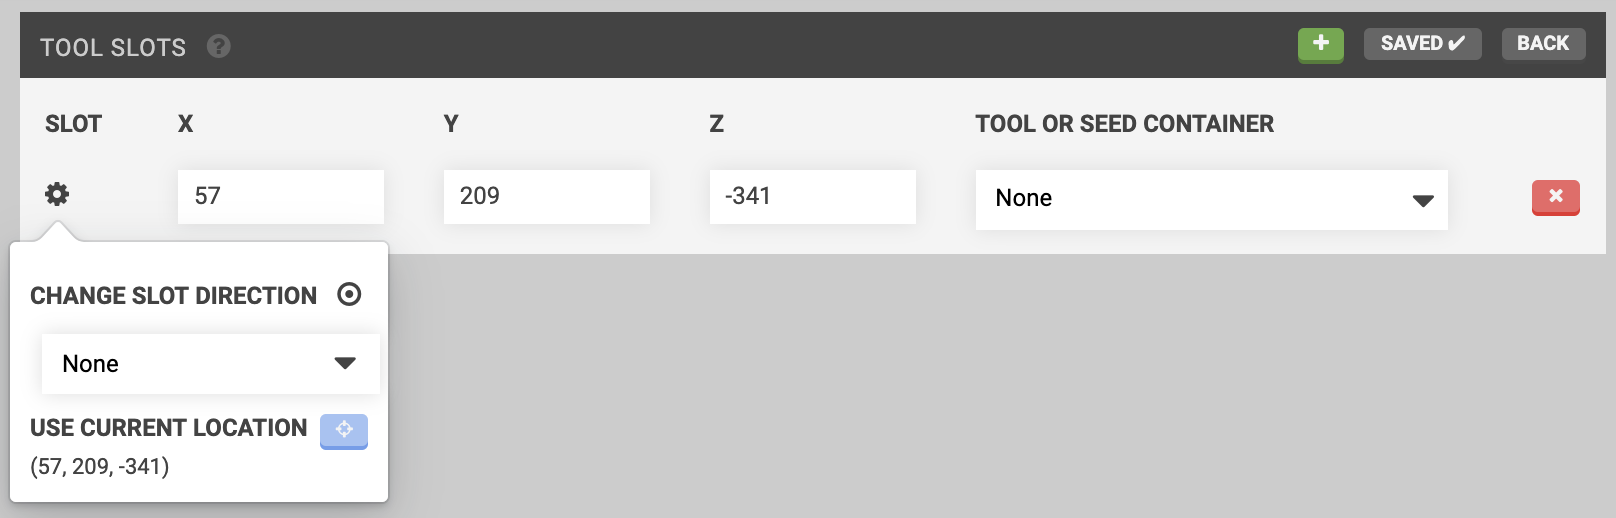 TOOL SLOTS ?
+ SAVED ✔ BACK
SLOT X Y Z TOOL OR SEED CONTAINER
57 209 -341 None
CHANGE SLOT DIRECTION
None
USE CURRENT LOCATION
(57, 209, -341)